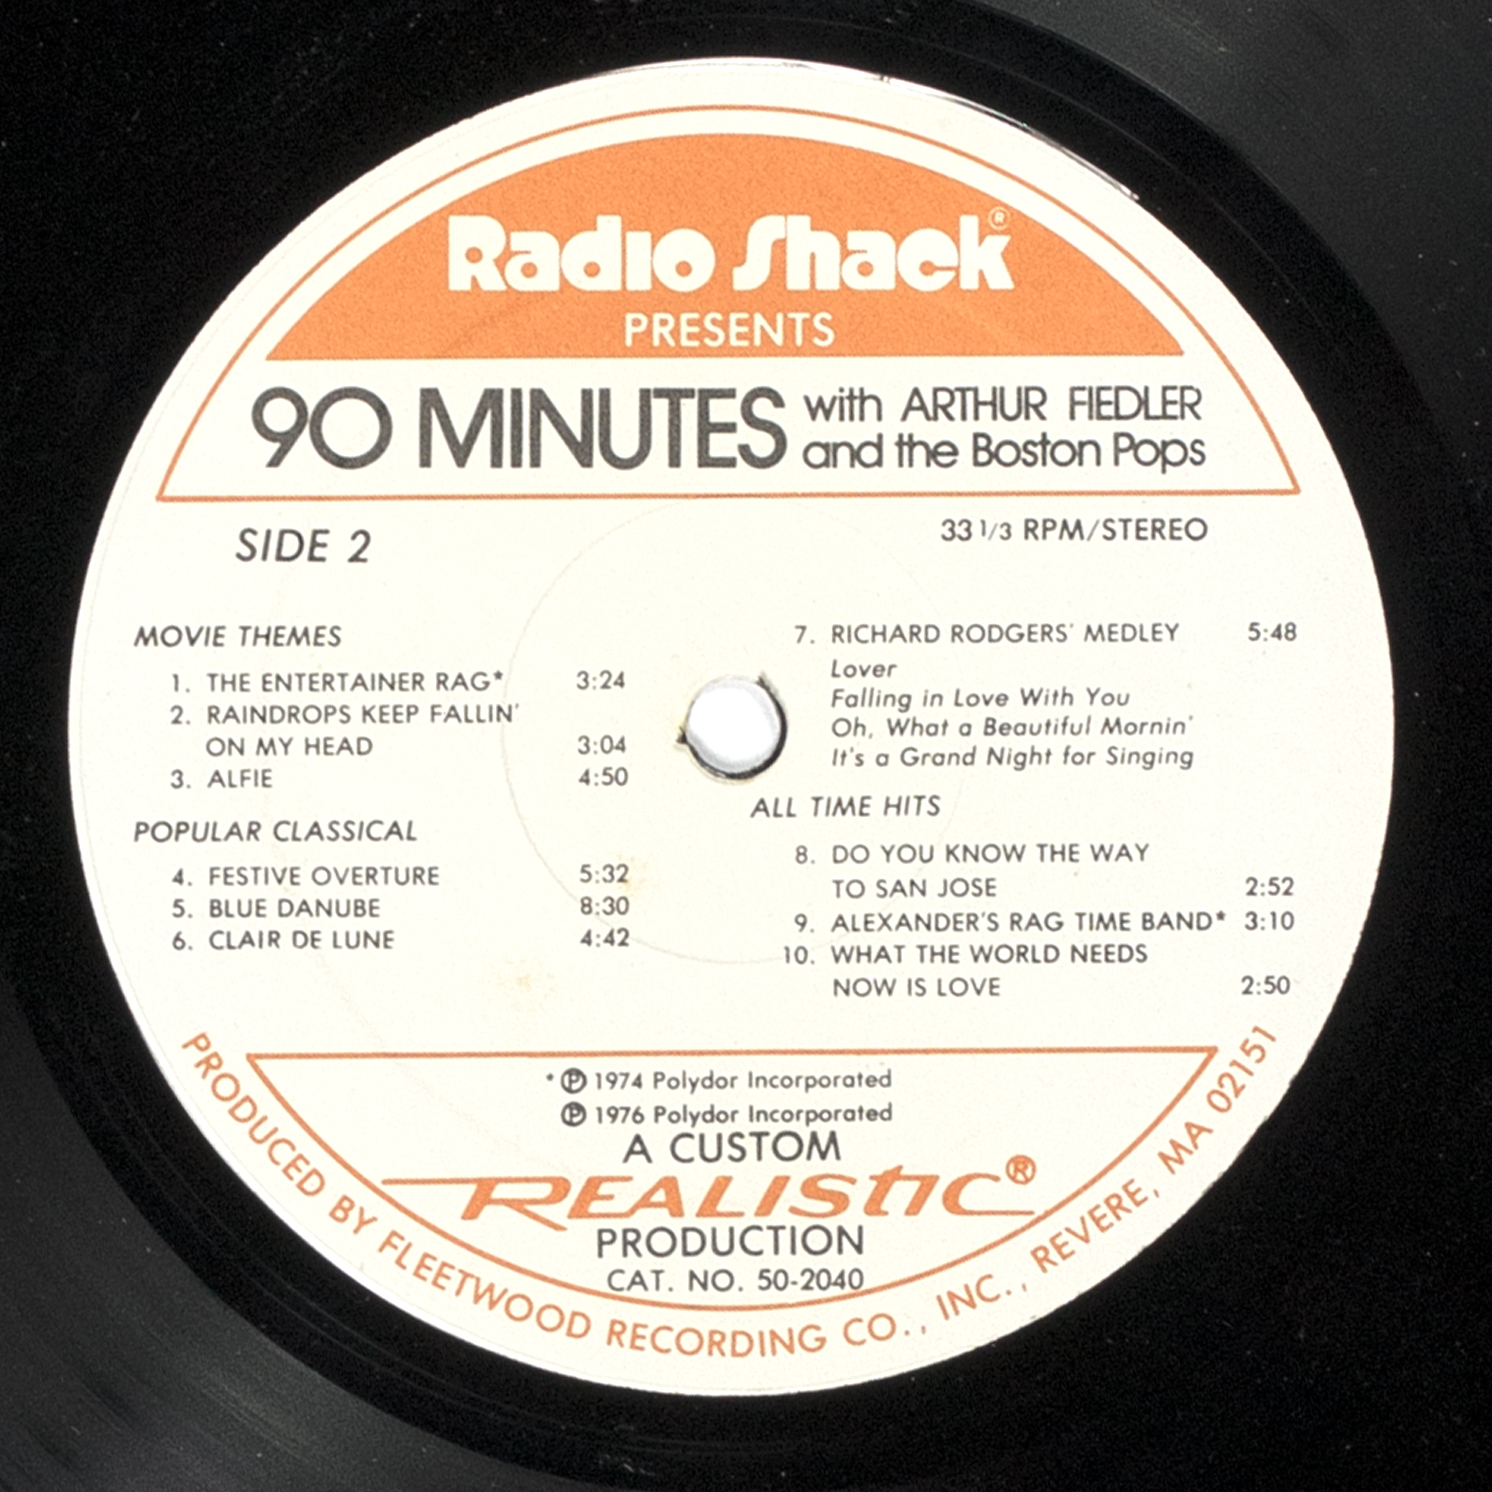 Radio Shack®
PRESENTS
90 MINUTES with ARTHUR FIEDLER
and the Boston Pops
SIDE 2
33 1/3 RPM/STEREO
MOVIE THEMES
1. THE ENTERTAINER RAG* 3:24
2. RAINDROPS KEEP FALLIN'
ON MY HEAD 3:04
3. ALFIE 4:50
POPULAR CLASSICAL
4. FESTIVE OVERTURE 5:32
5. BLUE DANUBE 8:30
6. CLAIR DE LUNE 4:42
7. RICHARD RODGERS' MEDLEY 5:48
Lover
Falling in Love With You
Oh, What a Beautiful Mornin'
It's a Grand Night for Singing
ALL TIME HITS
8. DO YOU KNOW THE WAY
TO SAN JOSE 2:52
9. ALEXANDER'S RAG TIME BAND* 3:10
10. WHAT THE WORLD NEEDS
NOW IS LOVE 2:50
* ℗ 1974 Polydor Incorporated
℗ 1976 Polydor Incorporated
A CUSTOM
REALISTIC®
PRODUCTION
CAT. NO. 50-2040
PRODUCED BY FLEETWOOD RECORDING CO., INC., REVERE, MA 02151